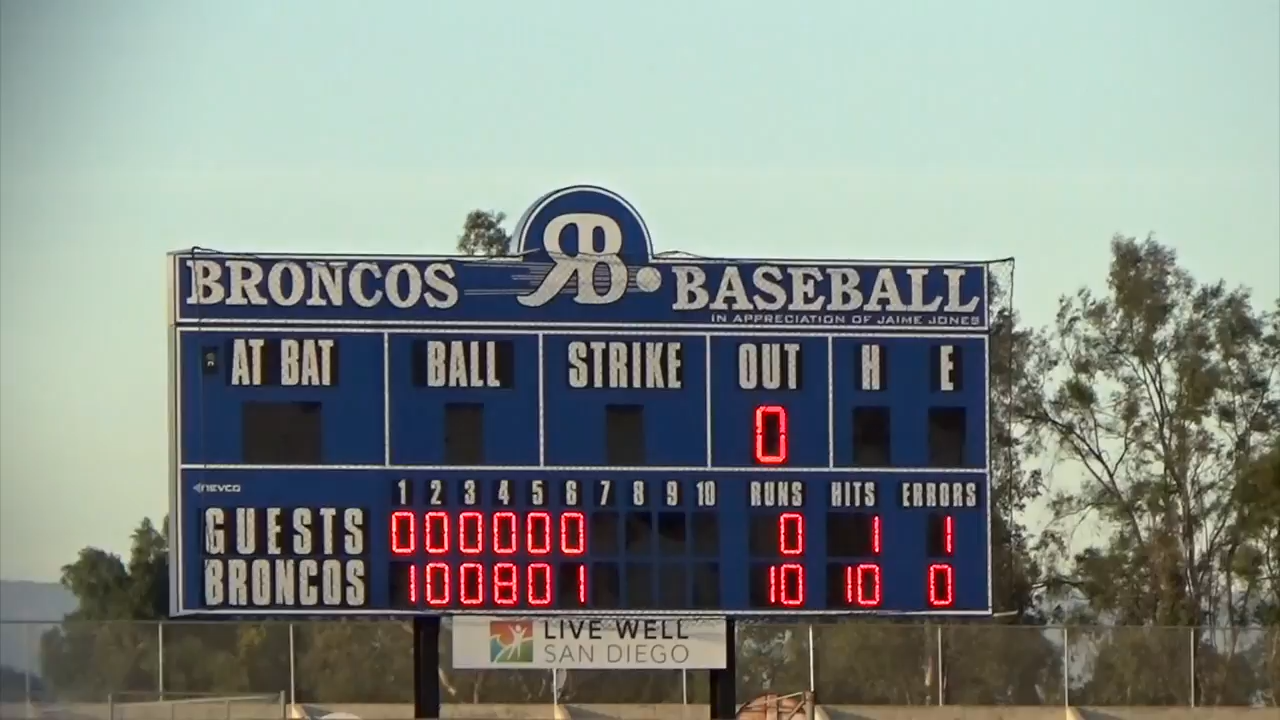 BRONCOS RB BASEBALL
IN APPRECIATION OF JAIME JONES
AT BAT BALL STRIKE OUT H E
0
NEVCO 1 2 3 4 5 6 7 8 9 10 RUNS HITS ERRORS
GUESTS 0 0 0 0 0 0 0 1 1
BRONCOS 1 0 0 8 0 1 10 10 0
LIVE WELL
SAN DIEGO